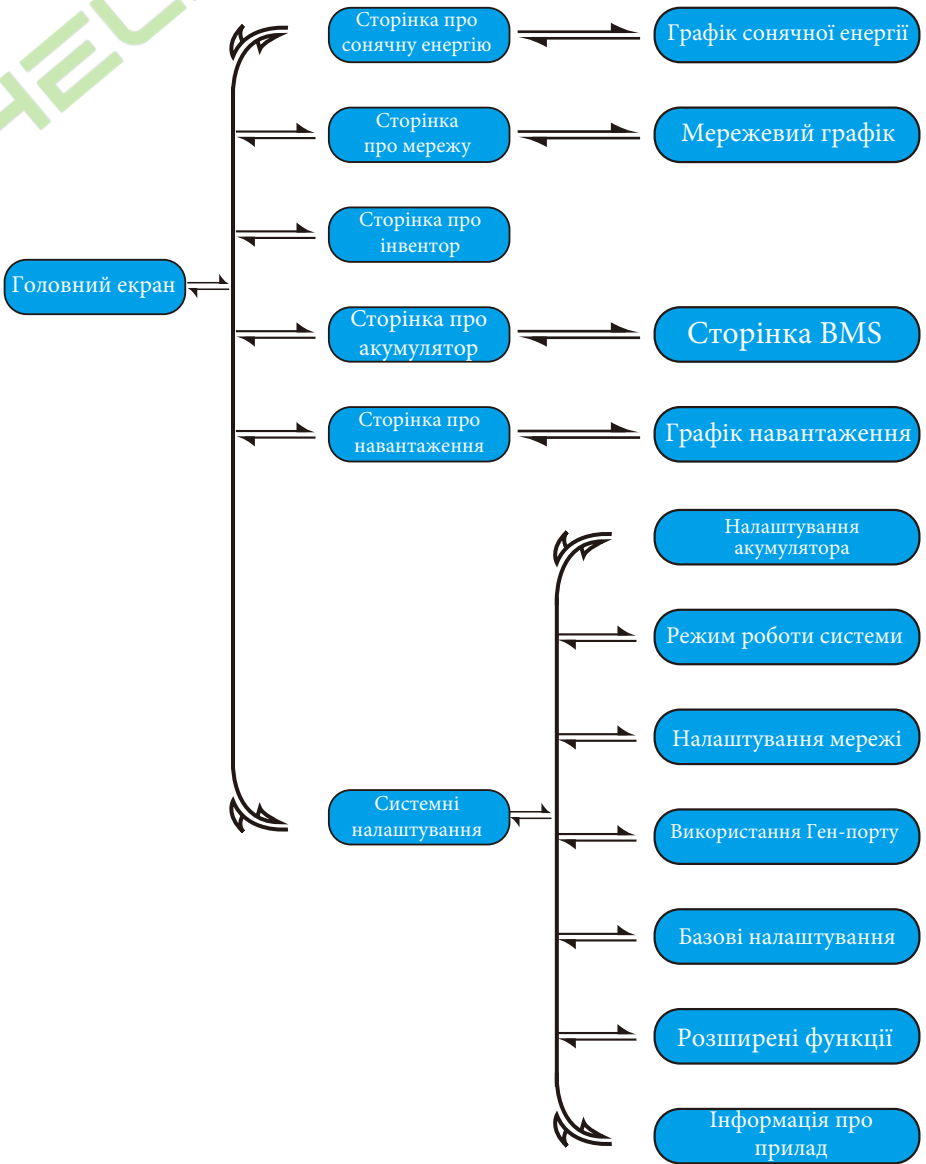 Сторінка про
сонячну енергію
Графік сонячної енергії
Сторінка
про мережу
Мережевий графік
Сторінка про
інвентор
Головний екран
Сторінка про
акумулятор
Сторінка BMS
Сторінка про
навантаження
Графік навантаження
Налаштування
акумулятора
Режим роботи системи
Налаштування мережі
Системні
налаштування
Використання Ген-порту
Базові налаштування
Розширені функції
Інформація про
прилад